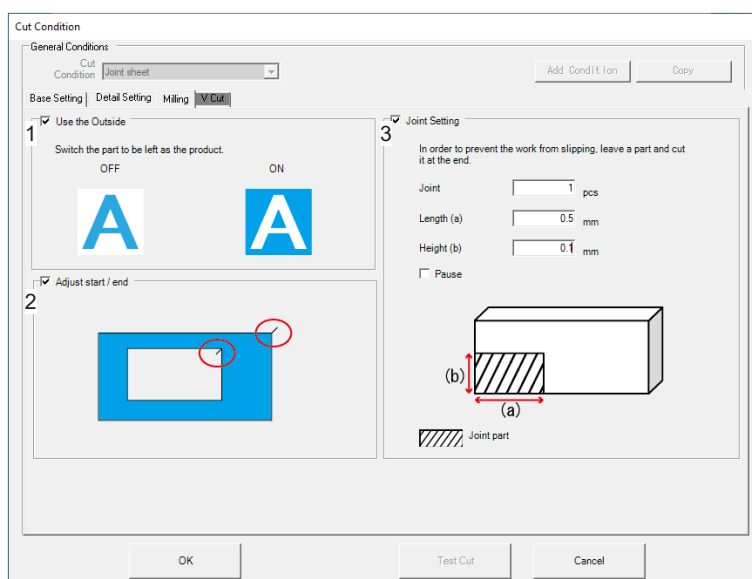 Cut Condition
General Conditions
Cut
Condition
Joint sheet
Add Condition
Copy
Base Setting
Detail Setting
Milling
V Cut
1
Use the Outside
Switch the part to be left as the product.
OFF
ON
A
A
2
Adjust start / end
3
Joint Setting
In order to prevent the work from slipping, leave a part and cut
it at the end.
Joint
1
pcs
Length (a)
0.5
mm
Height (b)
0.1
mm
Pause
(b)
(a)
Joint part
OK
Test Cut
Cancel